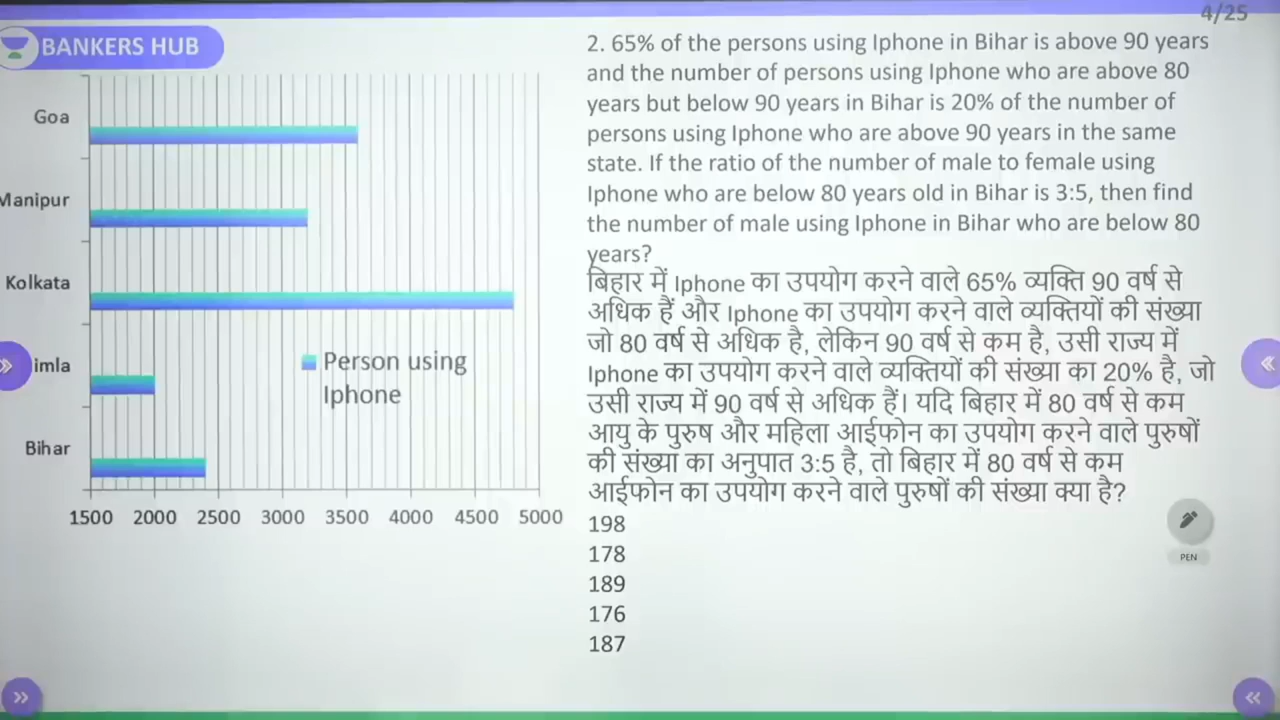 4/25
BANKERS HUB
Goa
Manipur
Kolkata
imla
Bihar
Person using
Iphone
1500 2000 2500 3000 3500 4000 4500 5000
2. 65% of the persons using Iphone in Bihar is above 90 years
and the number of persons using Iphone who are above 80
years but below 90 years in Bihar is 20% of the number of
persons using Iphone who are above 90 years in the same
state. If the ratio of the number of male to female using
Iphone who are below 80 years old in Bihar is 3:5, then find
the number of male using Iphone in Bihar who are below 80
years?
बिहार में Iphone का उपयोग करने वाले 65% व्यक्ति 90 वर्ष से
अधिक हैं और Iphone का उपयोग करने वाले व्यक्तियों की संख्या
जो 80 वर्ष से अधिक है, लेकिन 90 वर्ष से कम है, उसी राज्य में
Iphone का उपयोग करने वाले व्यक्तियों की संख्या का 20% है, जो
उसी राज्य में 90 वर्ष से अधिक हैं। यदि बिहार में 80 वर्ष से कम
आयु के पुरुष और महिला आईफोन का उपयोग करने वाले पुरुषों
की संख्या का अनुपात 3:5 है, तो बिहार में 80 वर्ष से कम
आईफोन का उपयोग करने वाले पुरुषों की संख्या क्या है?
198
178
189
176
187
PEN